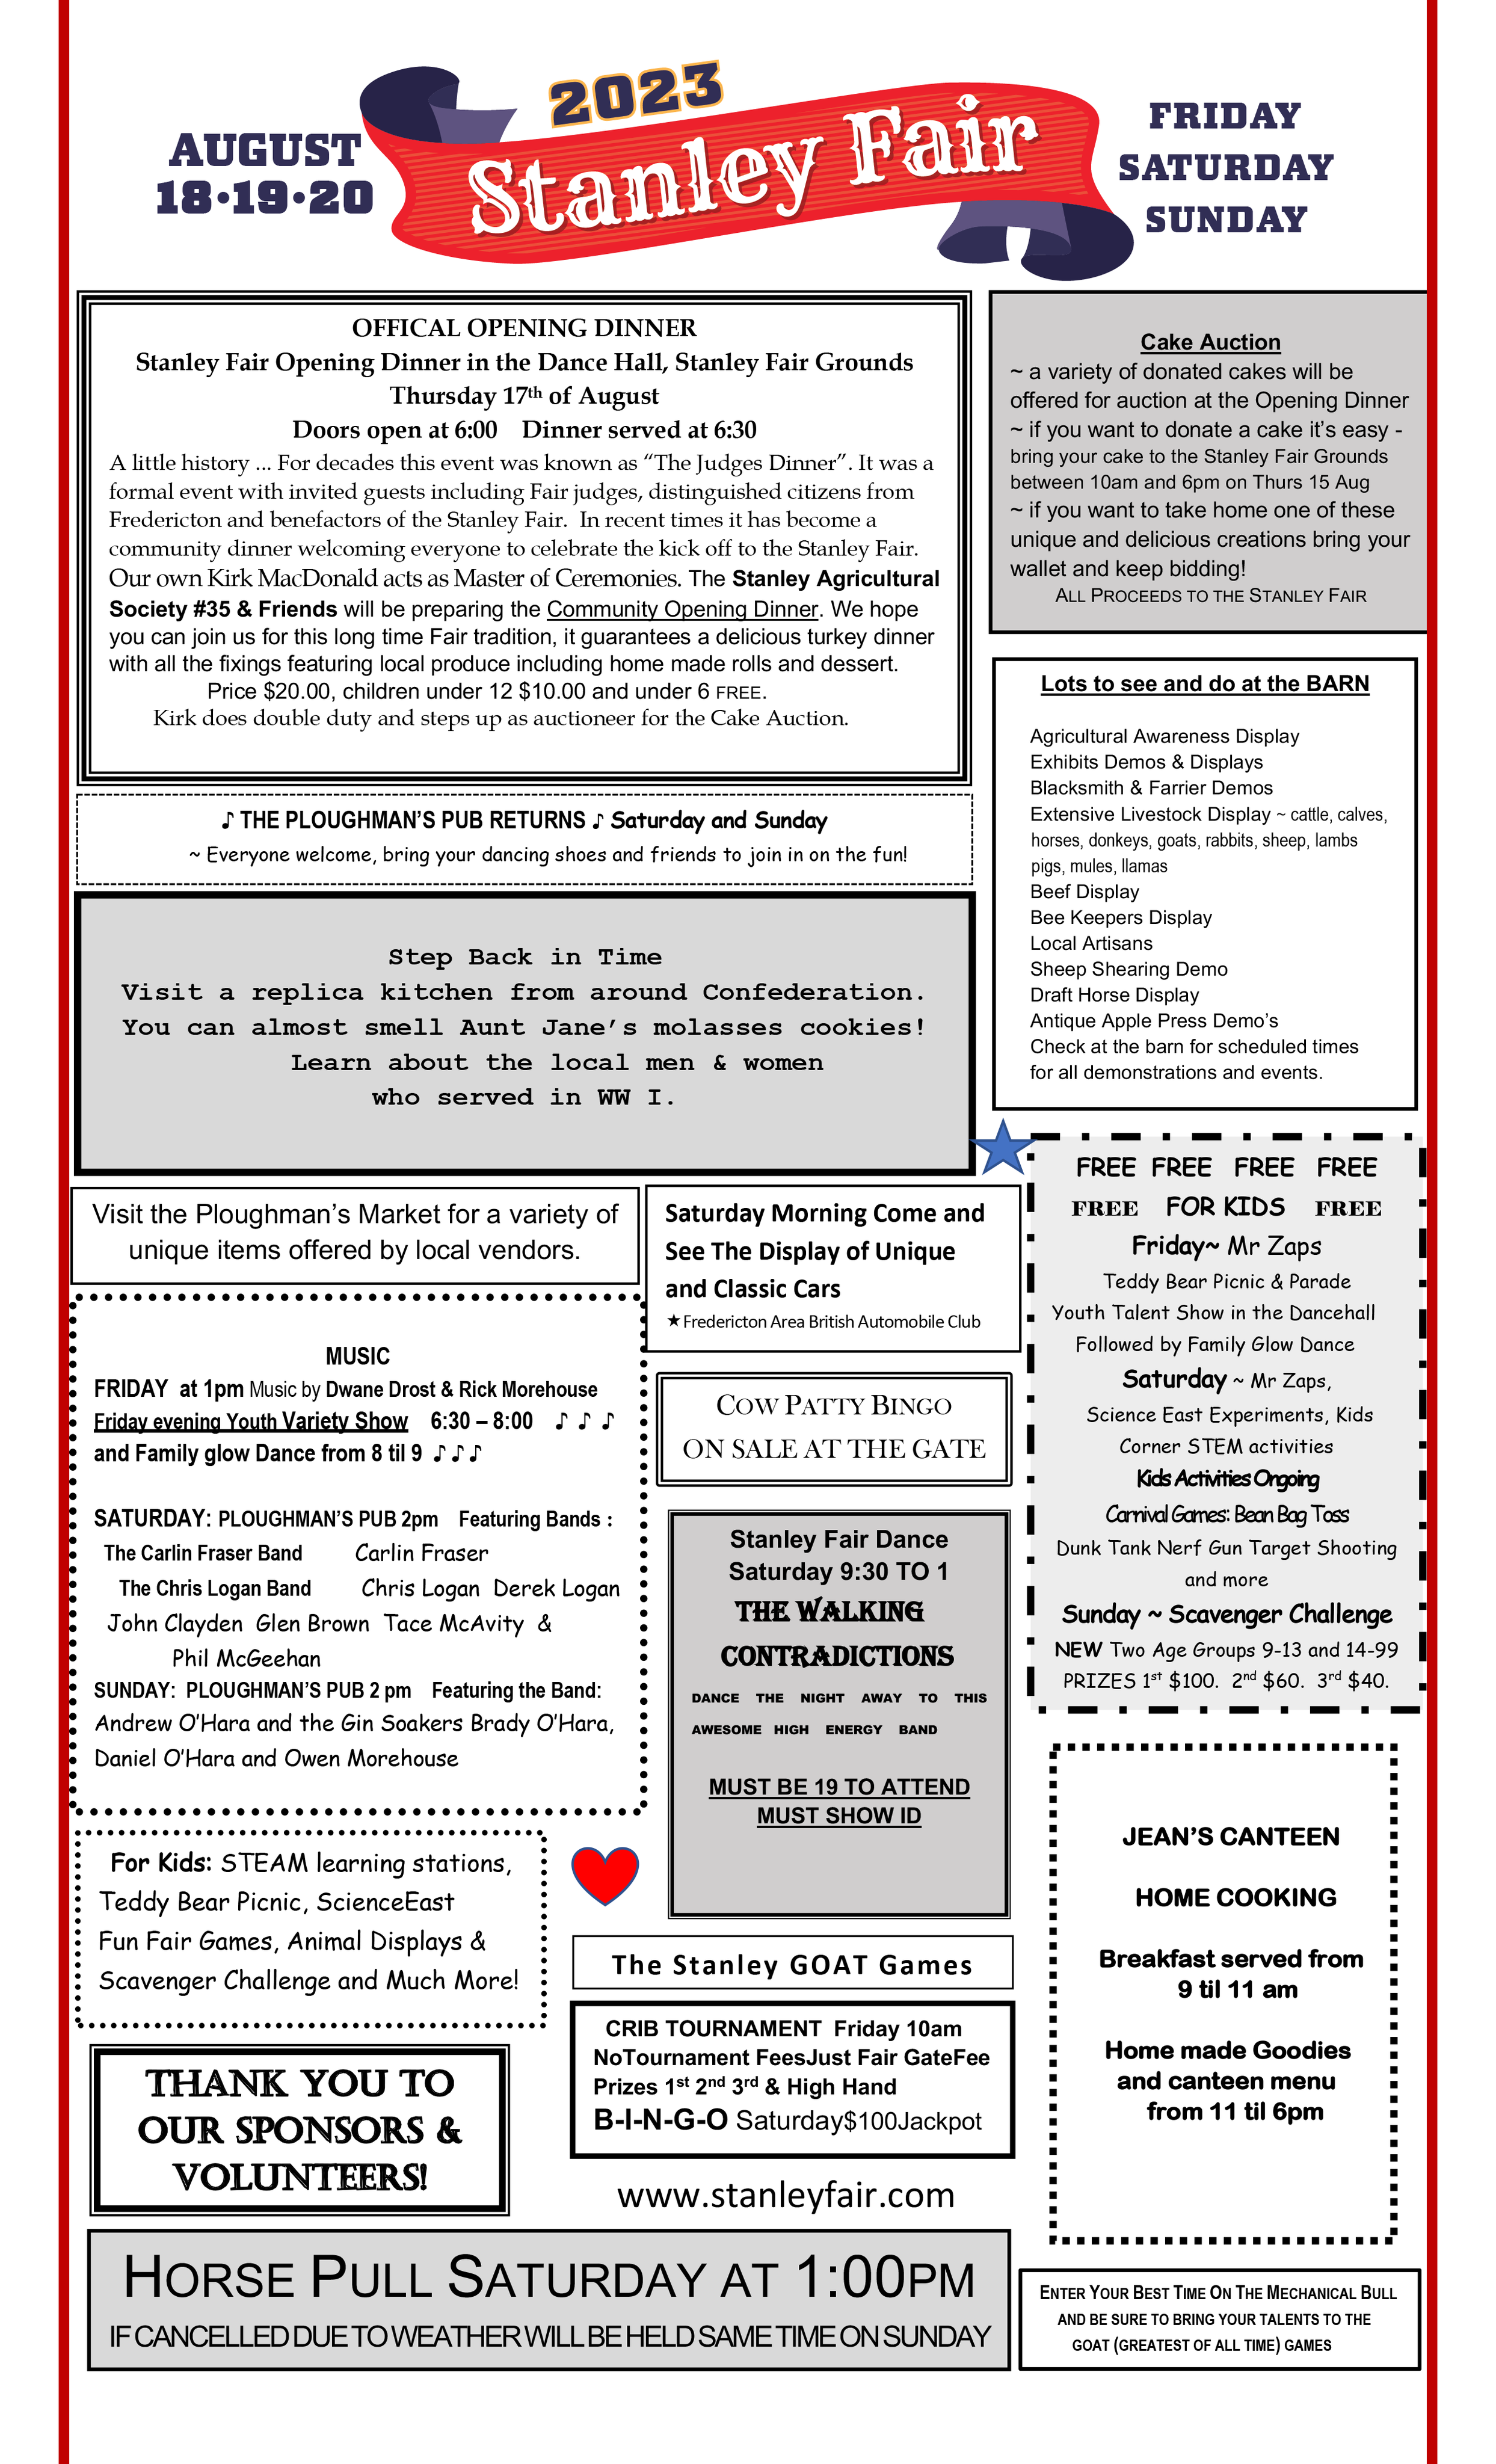 AUGUST
18•19•20
2023
Stanley Fair
FRIDAY
SATURDAY
SUNDAY
OFFICAL OPENING DINNER
Stanley Fair Opening Dinner in the Dance Hall, Stanley Fair Grounds
Thursday 17th of August
Doors open at 6:00 Dinner served at 6:30
A little history ... For decades this event was known as “The Judges Dinner”. It was a
formal event with invited guests including Fair judges, distinguished citizens from
Fredericton and benefactors of the Stanley Fair. In recent times it has become a
community dinner welcoming everyone to celebrate the kick off to the Stanley Fair.
Our own Kirk MacDonald acts as Master of Ceremonies. The Stanley Agricultural
Society #35 & Friends will be preparing the Community Opening Dinner. We hope
you can join us for this long time Fair tradition, it guarantees a delicious turkey dinner
with all the fixings featuring local produce including home made rolls and dessert.
Price $20.00, children under 12 $10.00 and under 6 FREE.
Kirk does double duty and steps up as auctioneer for the Cake Auction.
Cake Auction
~ a variety of donated cakes will be
offered for auction at the Opening Dinner
~ if you want to donate a cake it’s easy -
bring your cake to the Stanley Fair Grounds
between 10am and 6pm on Thurs 15 Aug
~ if you want to take home one of these
unique and delicious creations bring your
wallet and keep bidding!
ALL PROCEEDS TO THE STANLEY FAIR
♪ THE PLOUGHMAN’S PUB RETURNS ♪ Saturday and Sunday
~ Everyone welcome, bring your dancing shoes and friends to join in on the fun!
Lots to see and do at the BARN
Agricultural Awareness Display
Exhibits Demos & Displays
Blacksmith & Farrier Demos
Extensive Livestock Display ~ cattle, calves,
horses, donkeys, goats, rabbits, sheep, lambs
pigs, mules, llamas
Beef Display
Bee Keepers Display
Local Artisans
Sheep Shearing Demo
Draft Horse Display
Antique Apple Press Demo’s
Check at the barn for scheduled times
for all demonstrations and events.
Step Back in Time
Visit a replica kitchen from around Confederation.
You can almost smell Aunt Jane’s molasses cookies!
Learn about the local men & women
who served in WW I.
Visit the Ploughman’s Market for a variety of
unique items offered by local vendors.
Saturday Morning Come and
See The Display of Unique
and Classic Cars
★Fredericton Area British Automobile Club
FREE FREE FREE FREE
FREE FOR KIDS FREE
Friday~ Mr Zaps
Teddy Bear Picnic & Parade
Youth Talent Show in the Dancehall
Followed by Family Glow Dance
Saturday ~ Mr Zaps,
Science East Experiments, Kids
Corner STEM activities
Kids Activities Ongoing
Carnival Games: Bean Bag Toss
Dunk Tank Nerf Gun Target Shooting
and more
Sunday ~ Scavenger Challenge
NEW Two Age Groups 9-13 and 14-99
PRIZES 1st $100. 2nd $60. 3rd $40.
MUSIC
FRIDAY at 1pm Music by Dwane Drost & Rick Morehouse
Friday evening Youth Variety Show 6:30 – 8:00 ♪ ♪ ♪
and Family glow Dance from 8 til 9 ♪♪♪
SATURDAY: PLOUGHMAN’S PUB 2pm Featuring Bands :
The Carlin Fraser Band Carlin Fraser
The Chris Logan Band Chris Logan Derek Logan
John Clayden Glen Brown Tace McAvity &
Phil McGeehan
SUNDAY: PLOUGHMAN’S PUB 2 pm Featuring the Band:
Andrew O’Hara and the Gin Soakers Brady O’Hara,
Daniel O’Hara and Owen Morehouse
COW PATTY BINGO
ON SALE AT THE GATE
Stanley Fair Dance
Saturday 9:30 TO 1
THE WALKING
CONTRADICTIONS
DANCE THE NIGHT AWAY TO THIS
AWESOME HIGH ENERGY BAND
MUST BE 19 TO ATTEND
MUST SHOW ID
For Kids: STEAM learning stations,
Teddy Bear Picnic, ScienceEast
Fun Fair Games, Animal Displays &
Scavenger Challenge and Much More!
JEAN’S CANTEEN
HOME COOKING
Breakfast served from
9 til 11 am
Home made Goodies
and canteen menu
from 11 til 6pm
The Stanley GOAT Games
CRIB TOURNAMENT Friday 10am
NoTournament FeesJust Fair GateFee
Prizes 1st 2nd 3rd & High Hand
B-I-N-G-O Saturday$100Jackpot
THANK YOU TO
OUR SPONSORS &
VOLUNTEERS!
www.stanleyfair.com
HORSE PULL SATURDAY AT 1:00PM
IF CANCELLED DUE TO WEATHER WILL BE HELD SAME TIME ON SUNDAY
ENTER YOUR BEST TIME ON THE MECHANICAL BULL
AND BE SURE TO BRING YOUR TALENTS TO THE
GOAT (GREATEST OF ALL TIME) GAMES